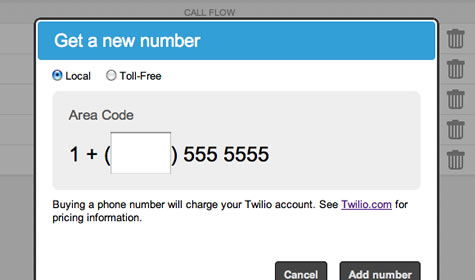 CALL FLOW
Get a new number
Local Toll-Free
Area Code
1 + ( ) 555 5555
Buying a phone number will charge your Twilio account. See Twilio.com for
pricing information.
Cancel Add number